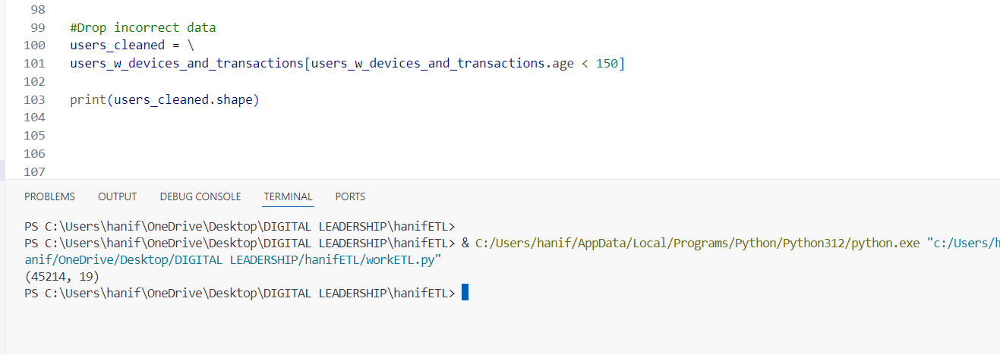 98
99 #Drop incorrect data
100 users_cleaned = \
101 users_w_devices_and_transactions[users_w_devices_and_transactions.age < 150]
102
103 print(users_cleaned.shape)
104
105
106
107
PROBLEMS OUTPUT DEBUG CONSOLE TERMINAL PORTS
PS C:\Users\hanif\OneDrive\Desktop\DIGITAL LEADERSHIP\hanifETL>
PS C:\Users\hanif\OneDrive\Desktop\DIGITAL LEADERSHIP\hanifETL> & C:/Users/hanif/AppData/Local/Programs/Python/Python312/python.exe "c:/Users/h
anif/OneDrive/Desktop/DIGITAL LEADERSHIP/hanifETL/workETL.py"
(45214, 19)
PS C:\Users\hanif\OneDrive\Desktop\DIGITAL LEADERSHIP\hanifETL>